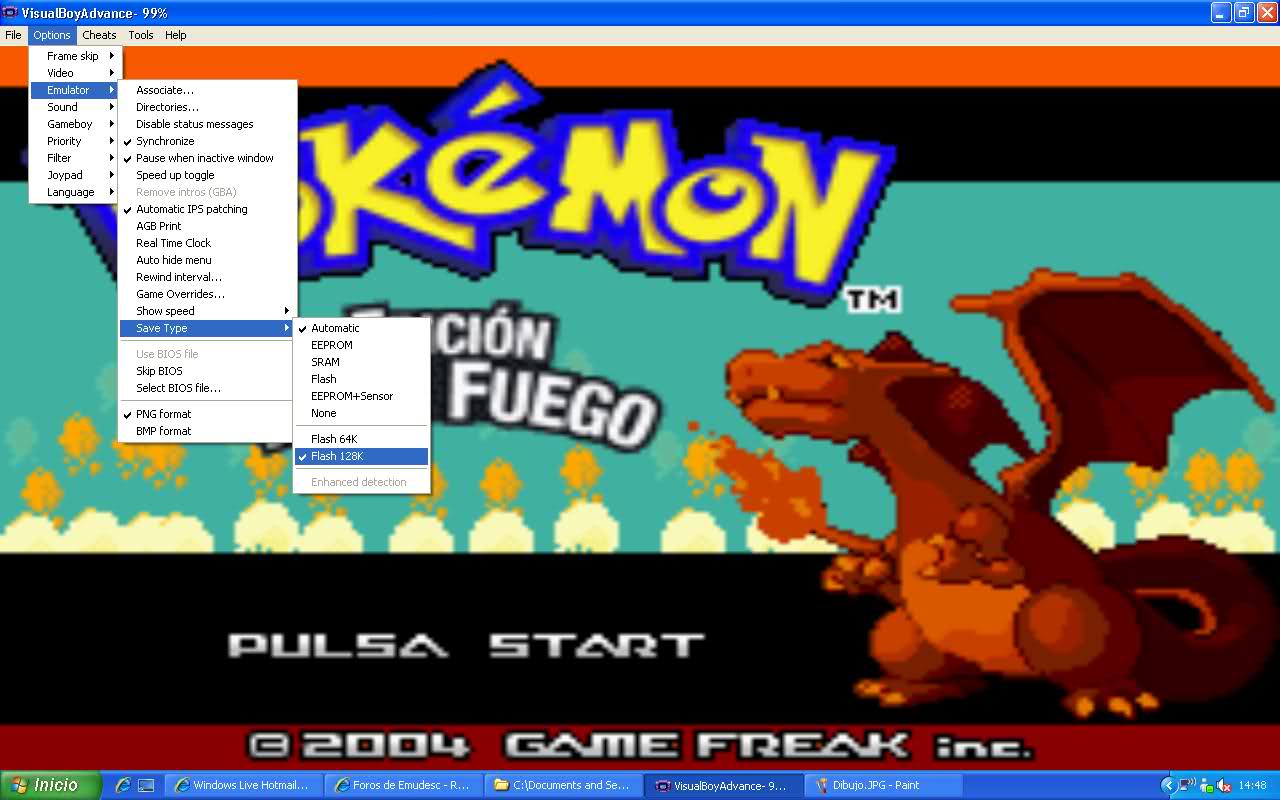 VisualBoyAdvance- 99%
File Options Cheats Tools Help
Frame skip
Video
Emulator
Sound
Gameboy
Priority
Filter
Joypad
Language
Associate...
Directories...
Disable status messages
Synchronize
Pause when inactive window
Speed up toggle
Remove intros (GBA)
Automatic IPS patching
AGB Print
Real Time Clock
Auto hide menu
Rewind interval...
Game Overrides...
Show speed
Save Type
Use BIOS file
Skip BIOS
Select BIOS file...
PNG format
BMP format
Automatic
EEPROM
SRAM
Flash
EEPROM+Sensor
None
Flash 64K
Flash 128K
Enhanced detection
POKéMON
TM
FUEGO
PULSA START
© 2004 GAME FREAK inc.
Inicio
Windows Live Hotmail...
Foros de Emudesc - R...
C:\Documents and Se...
VisualBoyAdvance- 9...
Dibujo.JPG - Paint
14:48